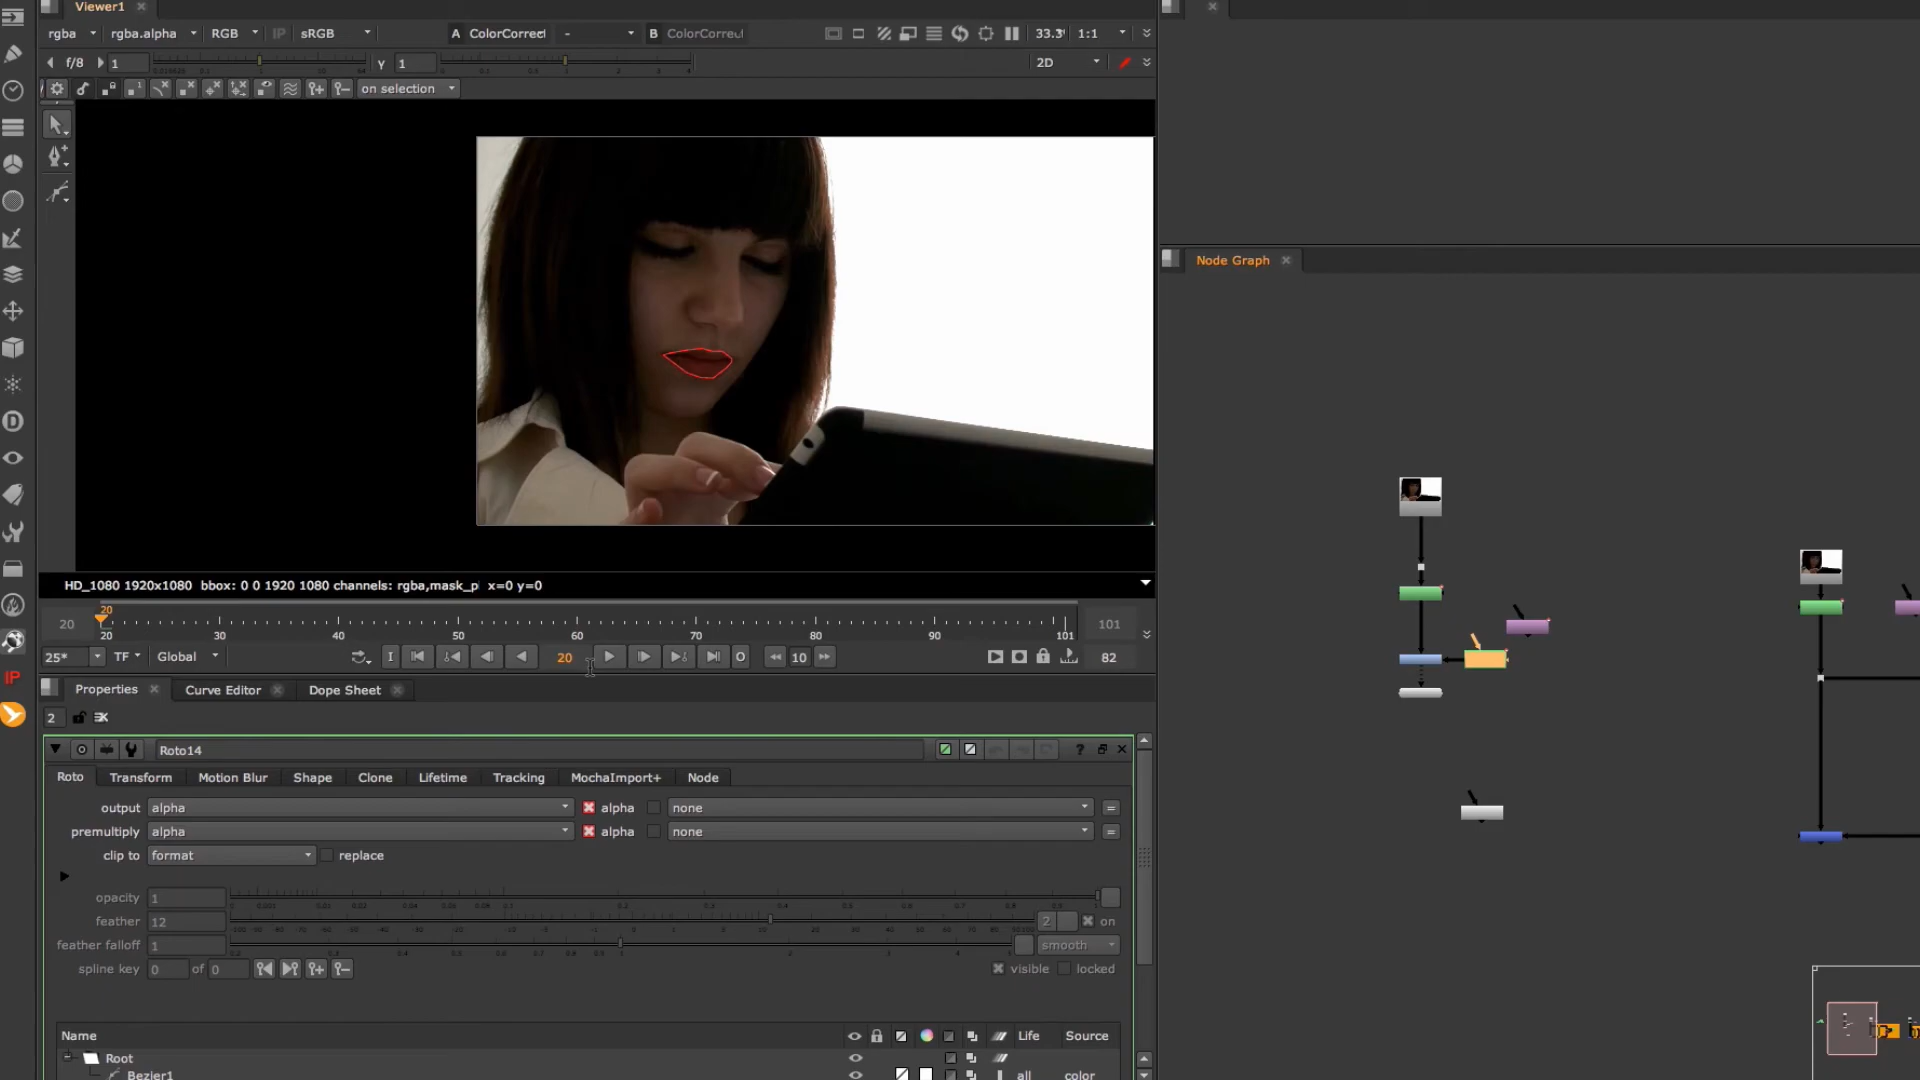 Viewer1
rgba rgba.alpha RGB IP sRGB A ColorCorrect - B ColorCorrect 33.3 1:1
f/8 1 y 1 2D
on selection
HD_1080 1920x1080 bbox: 0 0 1920 1080 channels: rgba,mask_p x=0 y=0
20
20 101
20 30 40 50 60 70 80 90 101
25* TF Global I 20 O 10 82
Properties Curve Editor Dope Sheet
2
Roto14 ?
Roto Transform Motion Blur Shape Clone Lifetime Tracking MochaImport+ Node
output alpha alpha none =
premultiply alpha alpha none =
clip to format replace
opacity 1
feather 12 2 on
feather falloff 1 smooth
spline key 0 of 0 visible locked
Name Life Source
Root
Bezier1 all color
Node Graph
D
IP